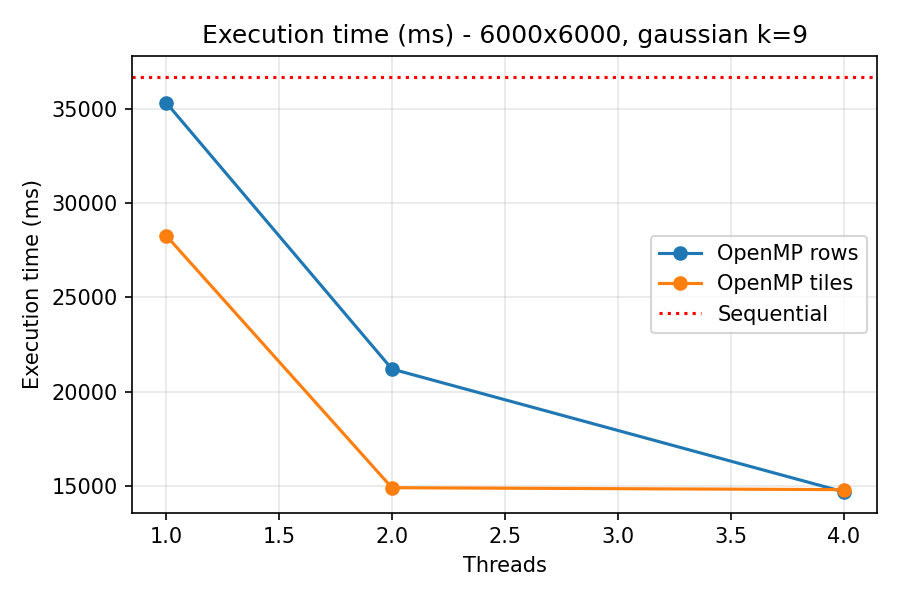 Execution time (ms) - 6000x6000, gaussian k=9
Execution time (ms)
35000
30000
25000
20000
15000
OpenMP rows
OpenMP tiles
Sequential
1.0 1.5 2.0 2.5 3.0 3.5 4.0
Threads